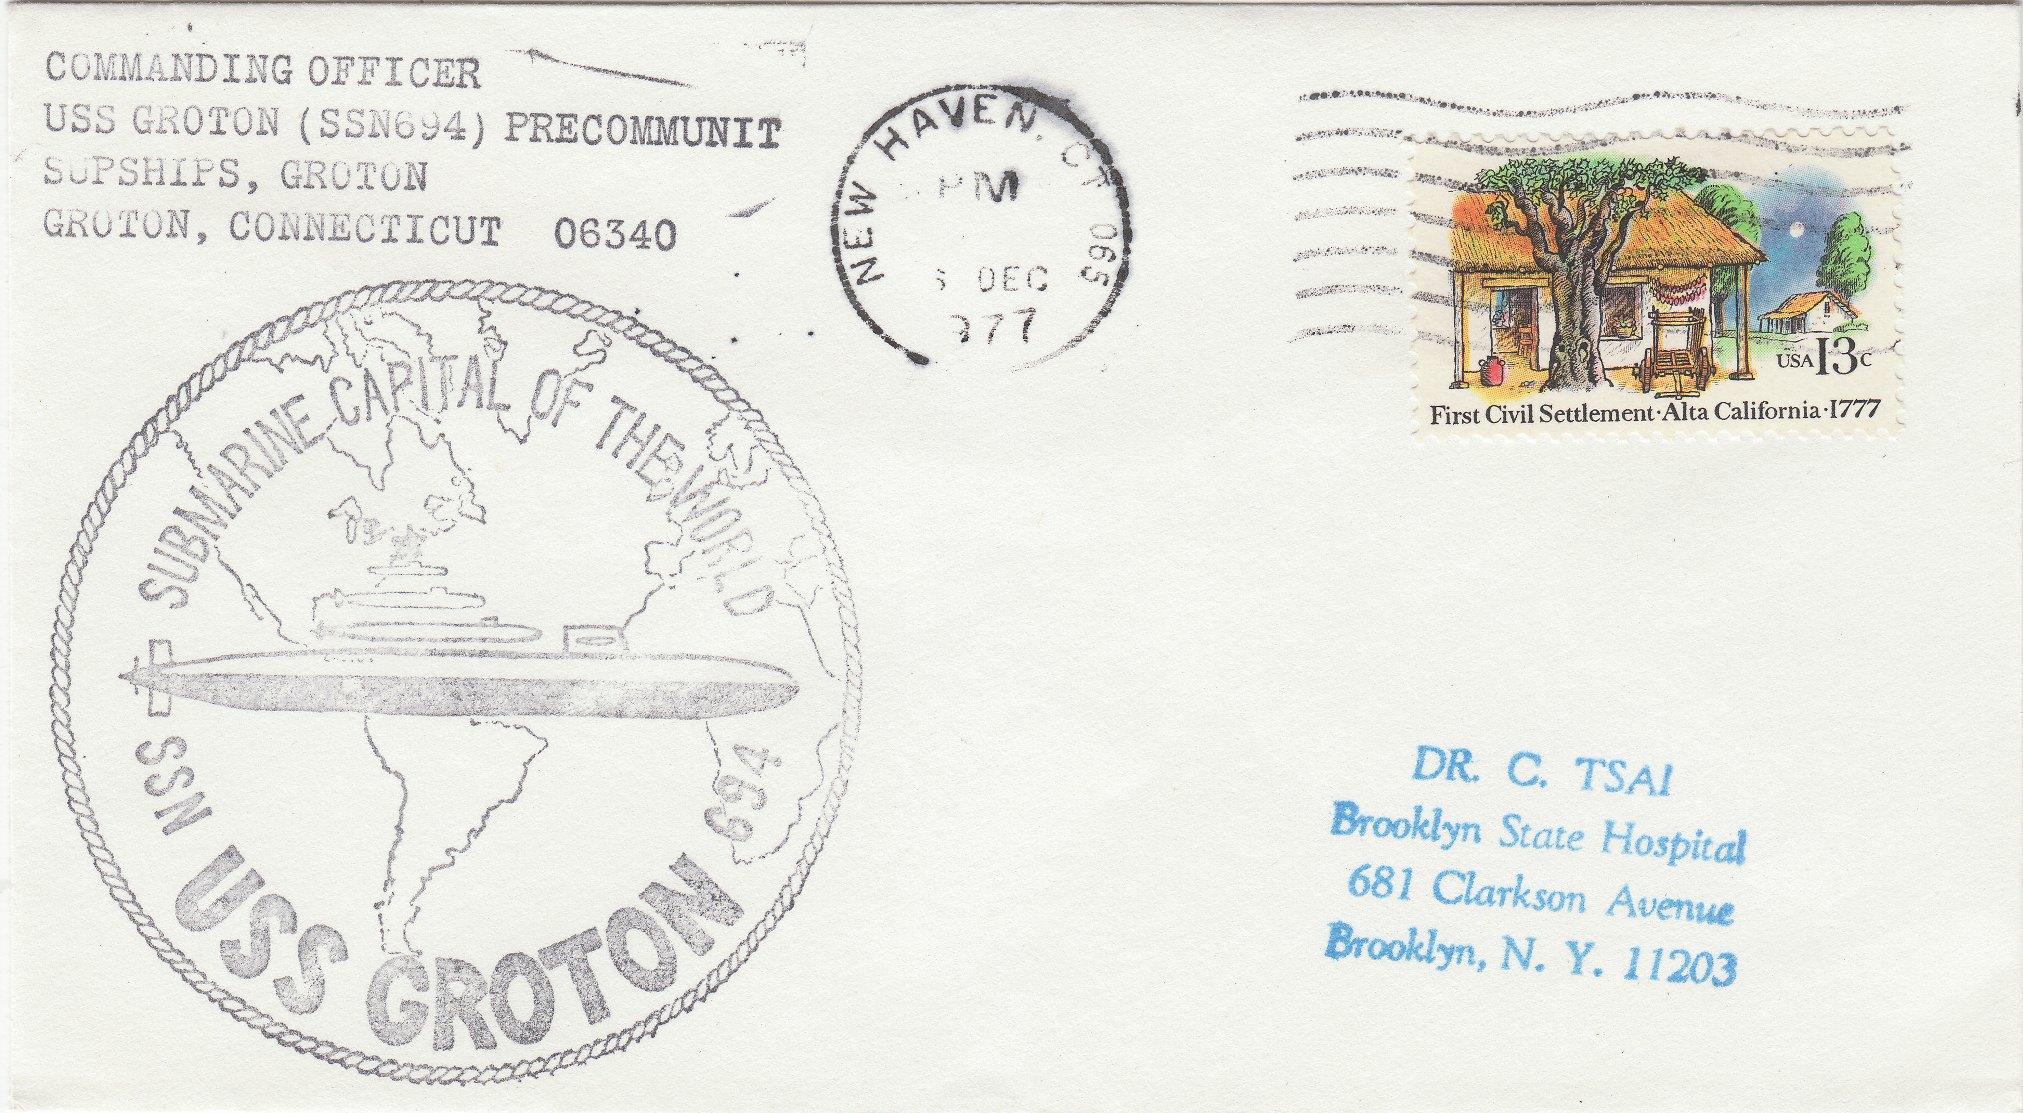 COMMANDING OFFICER
USS GROTON (SSN694) PRECOMMUNIT
SUPSHIPS, GROTON
GROTON, CONNECTICUT 06340
NEW HAVEN, CT 065
PM
DEC
1977
USA 13c
First Civil Settlement·Alta California·1777
SUBMARINE CAPITAL OF THE WORLD
SSN 694
USS GROTON
DR. C. TSAI
Brooklyn State Hospital
681 Clarkson Avenue
Brooklyn, N. Y. 11203